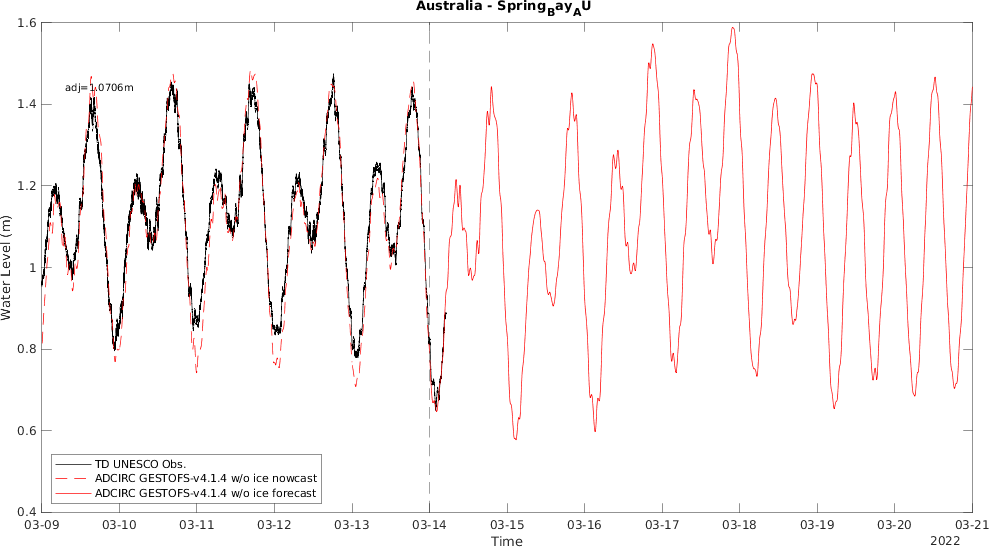 Australia - SpringBayAU
adj=1.0706m
1.6
1.4
1.2
1
0.8
0.6
0.4
Water Level (m)
TD UNESCO Obs.
ADCIRC GESTOFS-v4.1.4 w/o ice nowcast
ADCIRC GESTOFS-v4.1.4 w/o ice forecast
03-09 03-10 03-11 03-12 03-13 03-14 03-15 03-16 03-17 03-18 03-19 03-20 03-21
Time
2022